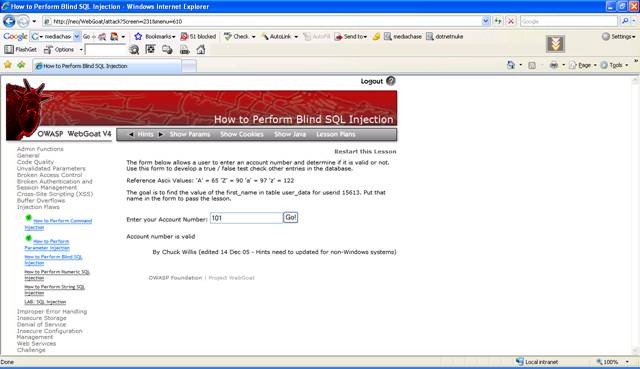 How to Perform Blind SQL Injection - Windows Internet Explorer
http://neo/WebGoat/attack?Screen=231&menu=610
Google
Google mediachase Go Bookmarks 51 blocked Check AutoLink AutoFill Send to mediachase dotnetnuke Settings
FlashGet Options
How to Perform Blind SQL Injection
Page Tools
Logout ?
How to Perform Blind SQL Injection
OWASP WebGoat V4
Hints Show Params Show Cookies Show Java Lesson Plans
Admin Functions
General
Code Quality
Unvalidated Parameters
Broken Access Control
Broken Authentication and
Session Management
Cross-Site Scripting (XSS)
Buffer Overflows
Injection Flaws
How to Perform Command
Injection
How to Perform
Parameter Injection
How to Perform Blind SQL
Injection
How to Perform Numeric SQL
Injection
How to Perform String SQL
Injection
LAB: SQL Injection
Improper Error Handling
Insecure Storage
Denial of Service
Insecure Configuration
Management
Web Services
Challenge
Restart this Lesson
The form below allows a user to enter an account number and determine if it is valid or not.
Use this form to develop a true / false test check other entries in the database.
Reference Ascii Values: 'A' = 65 'Z' = 90 'a' = 97 'z' = 122
The goal is to find the value of the first_name in table user_data for userid 15613. Put that
name in the form to pass the lesson.
Enter your Account Number: 101 Go!
Account number is valid
By Chuck Willis (edited 14 Dec 05 - Hints need to updated for non-Windows systems)
OWASP Foundation | Project WebGoat
Done
Local intranet
100%